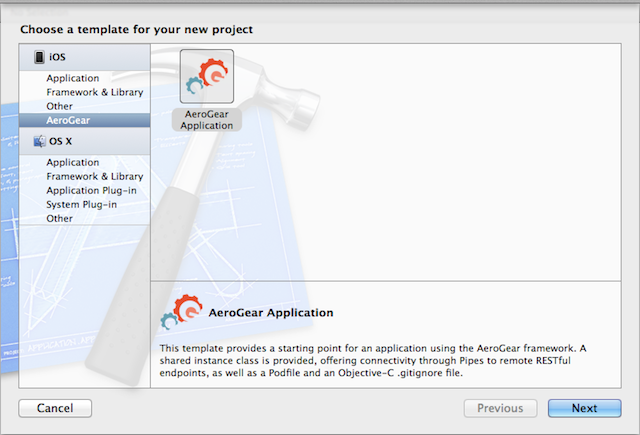 Choose a template for your new project
iOS
Application
Framework & Library
Other
AeroGear
OS X
Application
Framework & Library
Application Plug-in
System Plug-in
Other
AeroGear
Application
AeroGear Application
This template provides a starting point for an application using the AeroGear framework. A
shared instance class is provided, offering connectivity through Pipes to remote RESTful
endpoints, as well as a Podfile and an Objective-C .gitignore file.
Cancel
Previous
Next